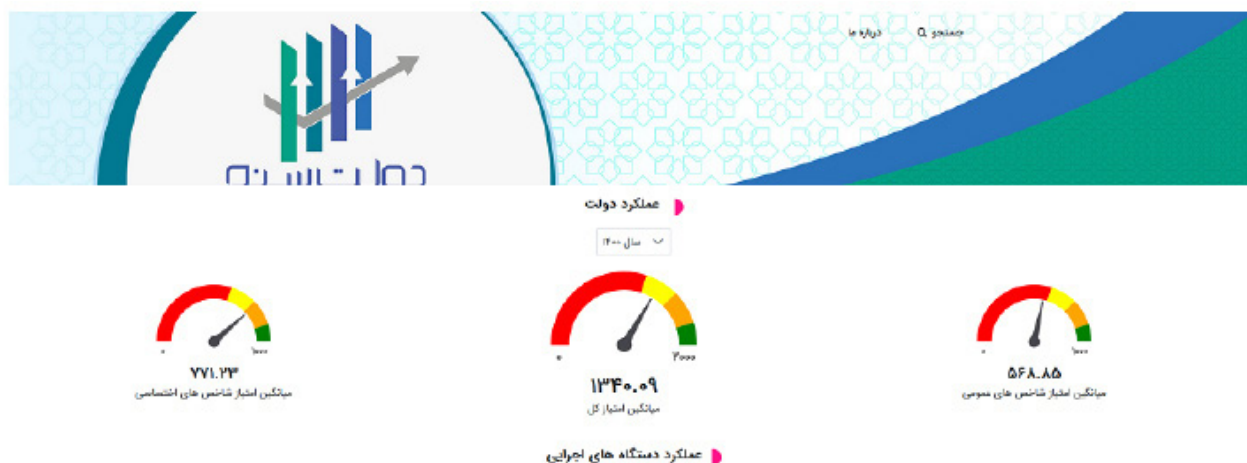 جستجو درباره ما
دولت سنج
عملکرد دولت
سال ۱۴۰۰
۰ ۱۰۰۰
۵۶۸.۸۵
میانگین امتیاز شاخص های عمومی
۰ ۲۰۰۰
۱۳۴۰.۰۹
میانگین امتیاز کل
۰ ۱۰۰۰
۷۷۱.۲۳
میانگین امتیاز شاخص های اختصاصی
عملکرد دستگاه های اجرایی